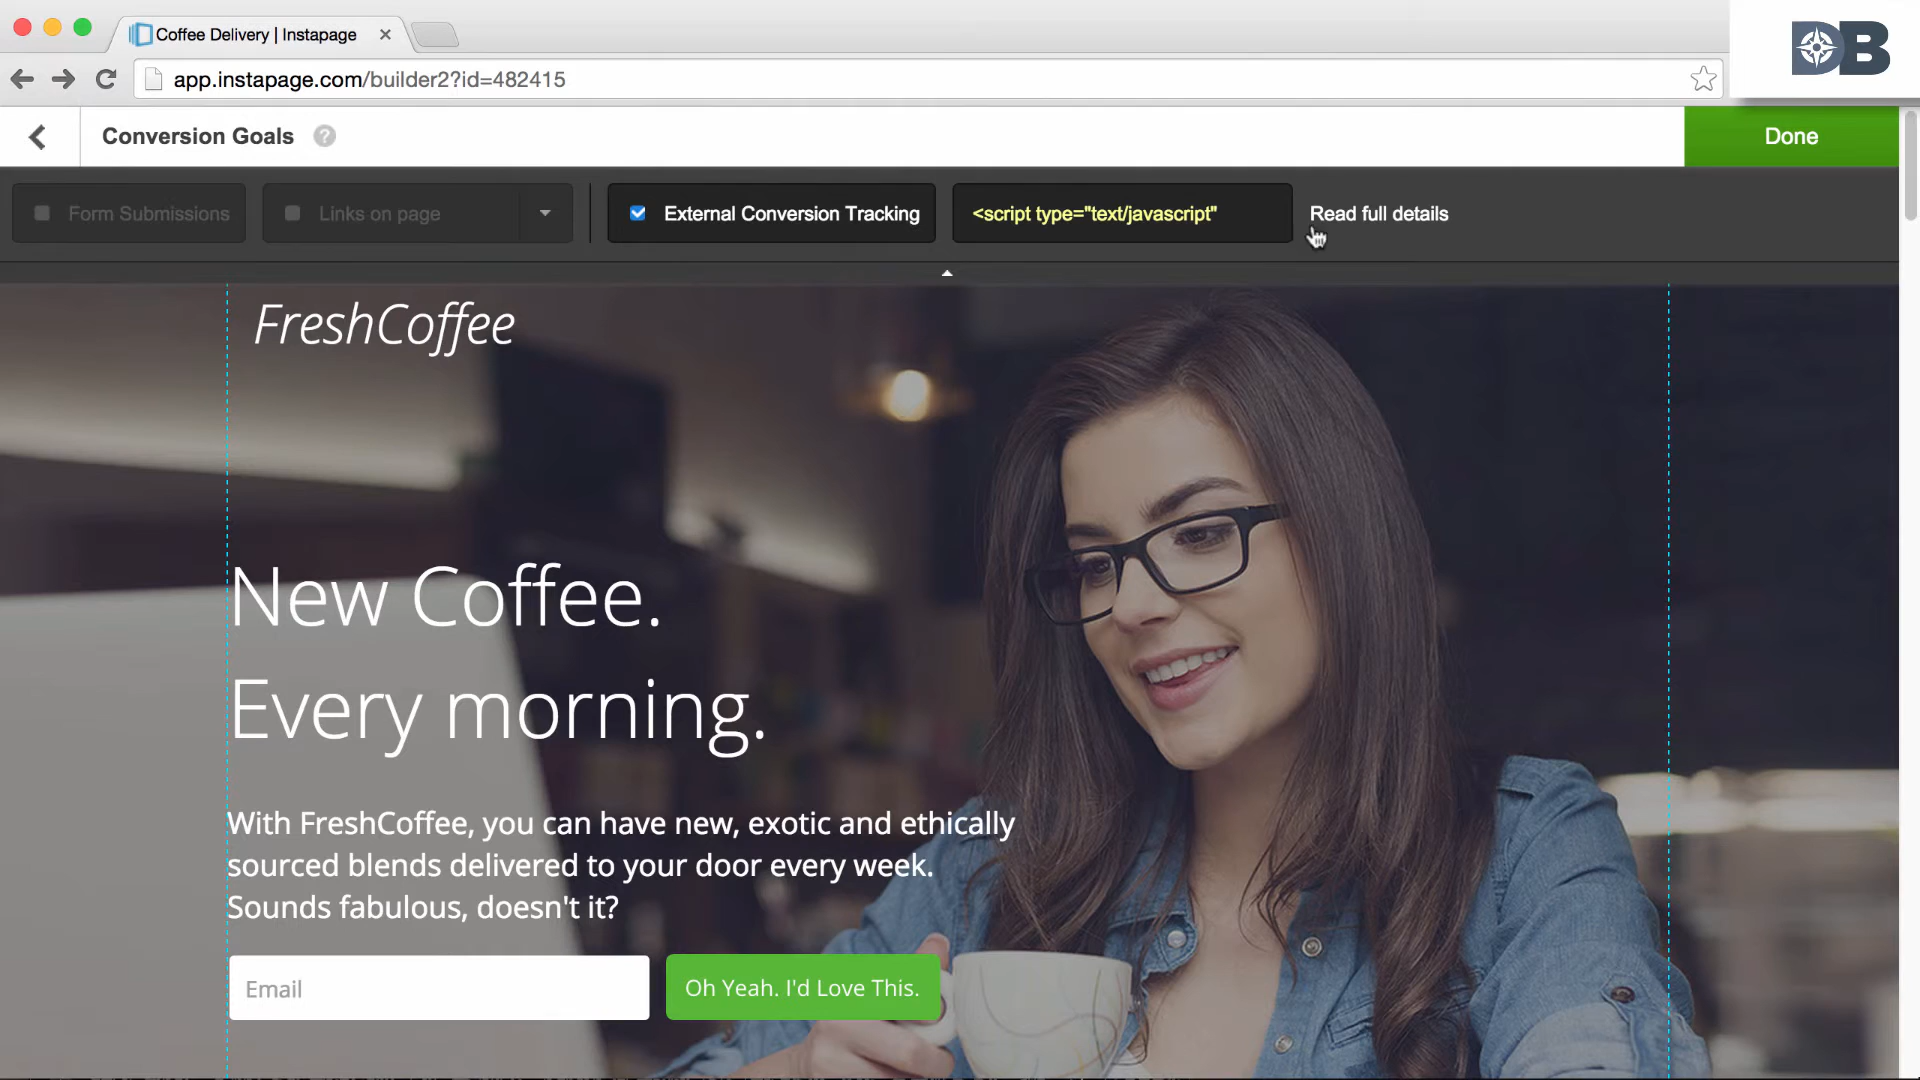 Coffee Delivery | Instapage
DB
app.instapage.com/builder2?id=482415
Conversion Goals ?
Done
Form Submissions
Links on page
External Conversion Tracking
<script type="text/javascript"
Read full details
FreshCoffee
New Coffee.
Every morning.
With FreshCoffee, you can have new, exotic and ethically
sourced blends delivered to your door every week.
Sounds fabulous, doesn't it?
Email
Oh Yeah. I'd Love This.